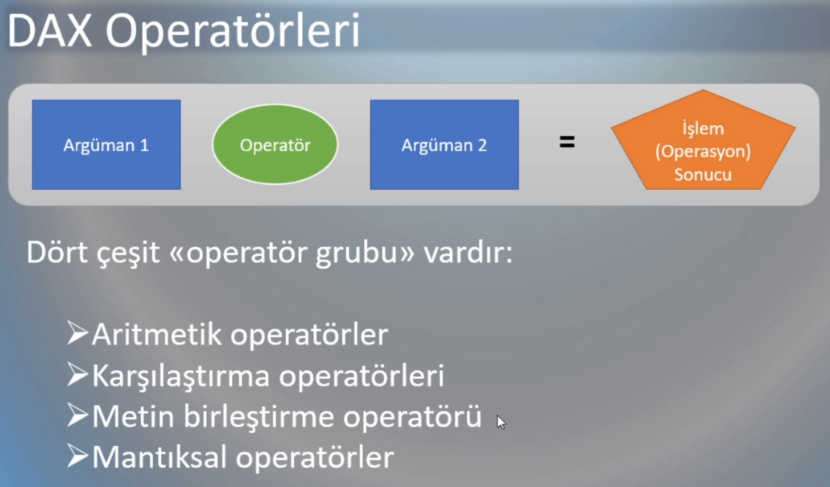 DAX Operatörleri
Argüman 1
Operatör
Argüman 2
=
İşlem
(Operasyon)
Sonucu
Dört çeşit «operatör grubu» vardır:
➢Aritmetik operatörler
➢Karşılaştırma operatörleri
➢Metin birleştirme operatörü
➢Mantıksal operatörler